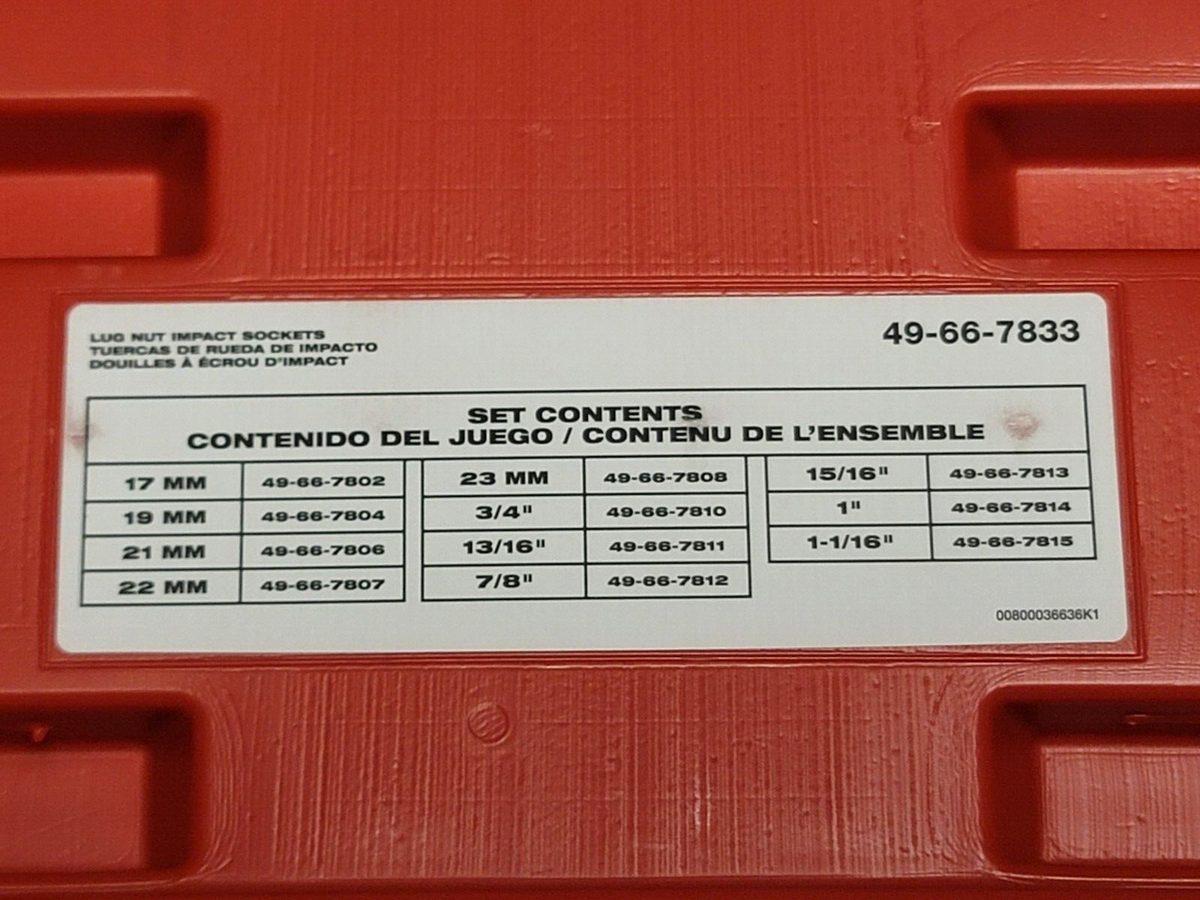 LUG NUT IMPACT SOCKETS
TUERCAS DE RUEDA DE IMPACTO
DOUILLES À ÉCROU D'IMPACT
49-66-7833
SET CONTENTS
CONTENIDO DEL JUEGO / CONTENU DE L'ENSEMBLE
17 MM 49-66-7802
19 MM 49-66-7804
21 MM 49-66-7806
22 MM 49-66-7807
23 MM 49-66-7808
3/4" 49-66-7810
13/16" 49-66-7811
7/8" 49-66-7812
15/16" 49-66-7813
1" 49-66-7814
1-1/16" 49-66-7815
00800036636K1